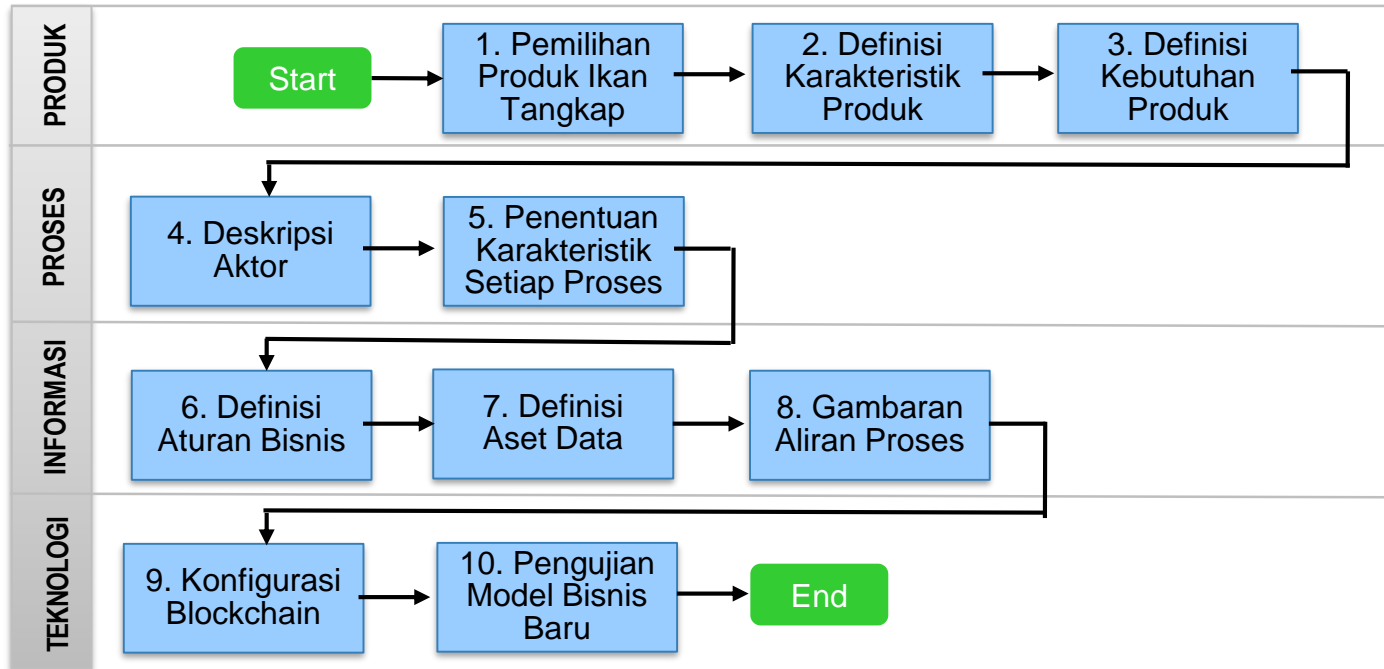 PRODUK
Start
1. Pemilihan
Produk Ikan
Tangkap
2. Definisi
Karakteristik
Produk
3. Definisi
Kebutuhan
Produk
PROSES
4. Deskripsi
Aktor
5. Penentuan
Karakteristik
Setiap Proses
INFORMASI
6. Definisi
Aturan Bisnis
7. Definisi
Aset Data
8. Gambaran
Aliran Proses
TEKNOLOGI
9. Konfigurasi
Blockchain
10. Pengujian
Model Bisnis
Baru
End